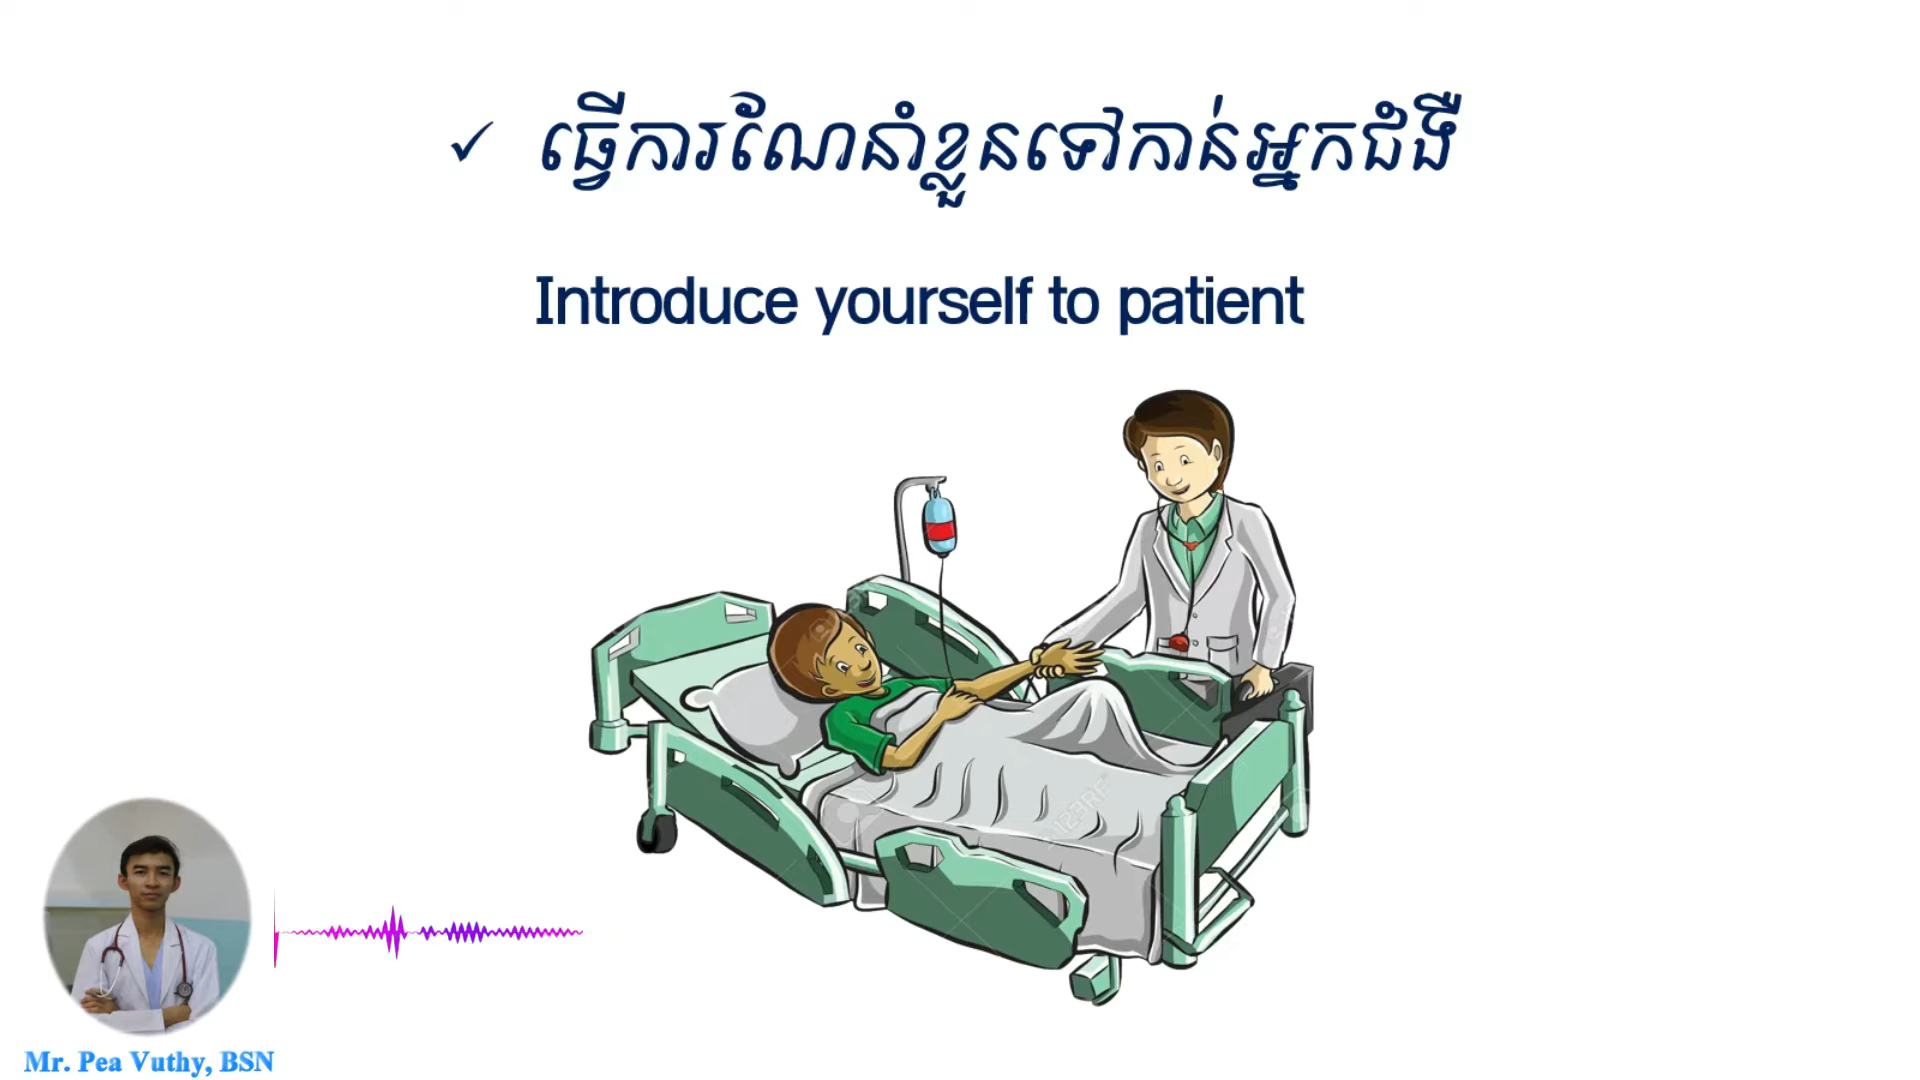 ✓ ធ្វើការណែនាំខ្លួនទៅកាន់អ្នកជំងឺ
Introduce yourself to patient
123RF
Mr. Pea Vuthy, BSN